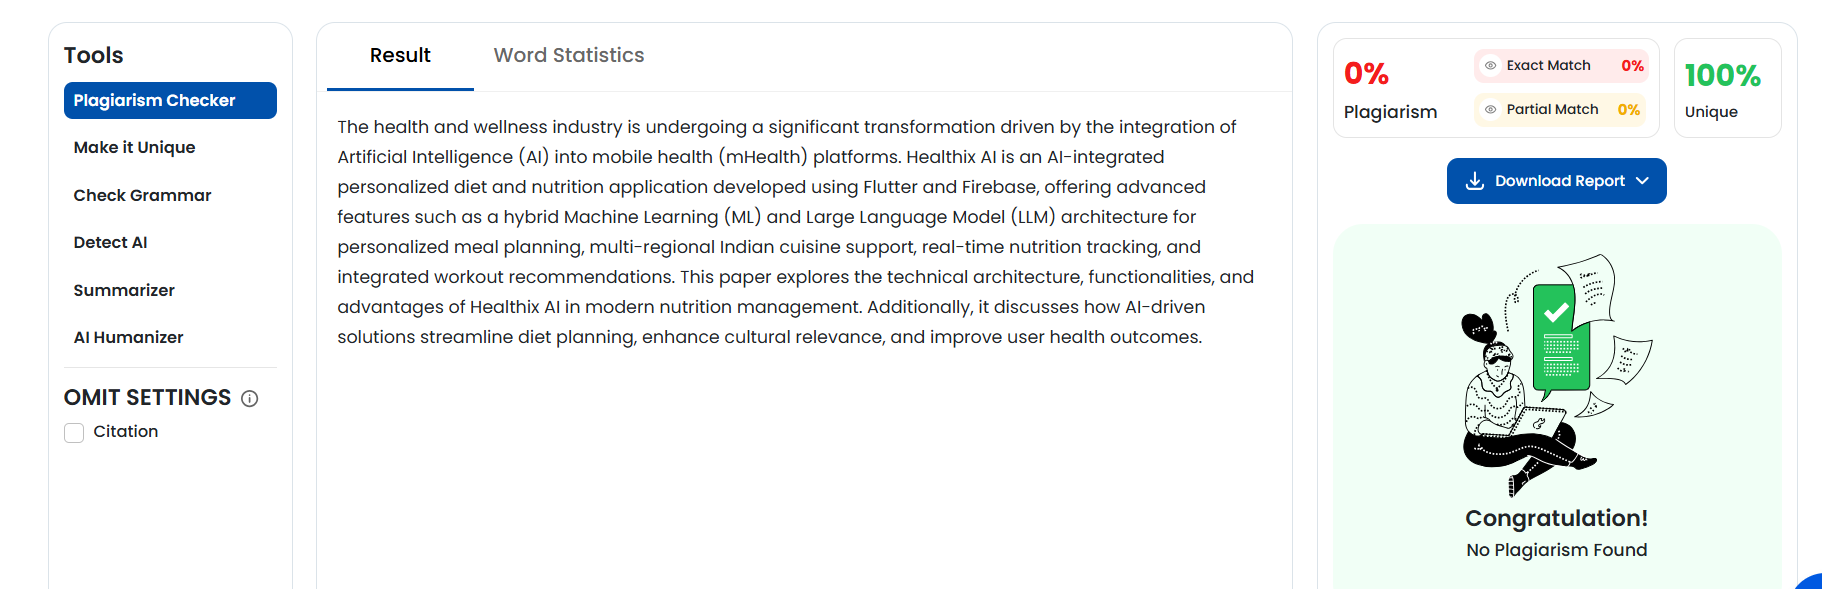 Tools
Plagiarism Checker
Make it Unique
Check Grammar
Detect AI
Summarizer
AI Humanizer
OMIT SETTINGS
Citation
Result
Word Statistics
The health and wellness industry is undergoing a significant transformation driven by the integration of
Artificial Intelligence (AI) into mobile health (mHealth) platforms. Healthix AI is an AI-integrated
personalized diet and nutrition application developed using Flutter and Firebase, offering advanced
features such as a hybrid Machine Learning (ML) and Large Language Model (LLM) architecture for
personalized meal planning, multi-regional Indian cuisine support, real-time nutrition tracking, and
integrated workout recommendations. This paper explores the technical architecture, functionalities, and
advantages of Healthix AI in modern nutrition management. Additionally, it discusses how AI-driven
solutions streamline diet planning, enhance cultural relevance, and improve user health outcomes.
0%
Plagiarism
Exact Match 0%
Partial Match 0%
100%
Unique
Download Report
Congratulation!
No Plagiarism Found